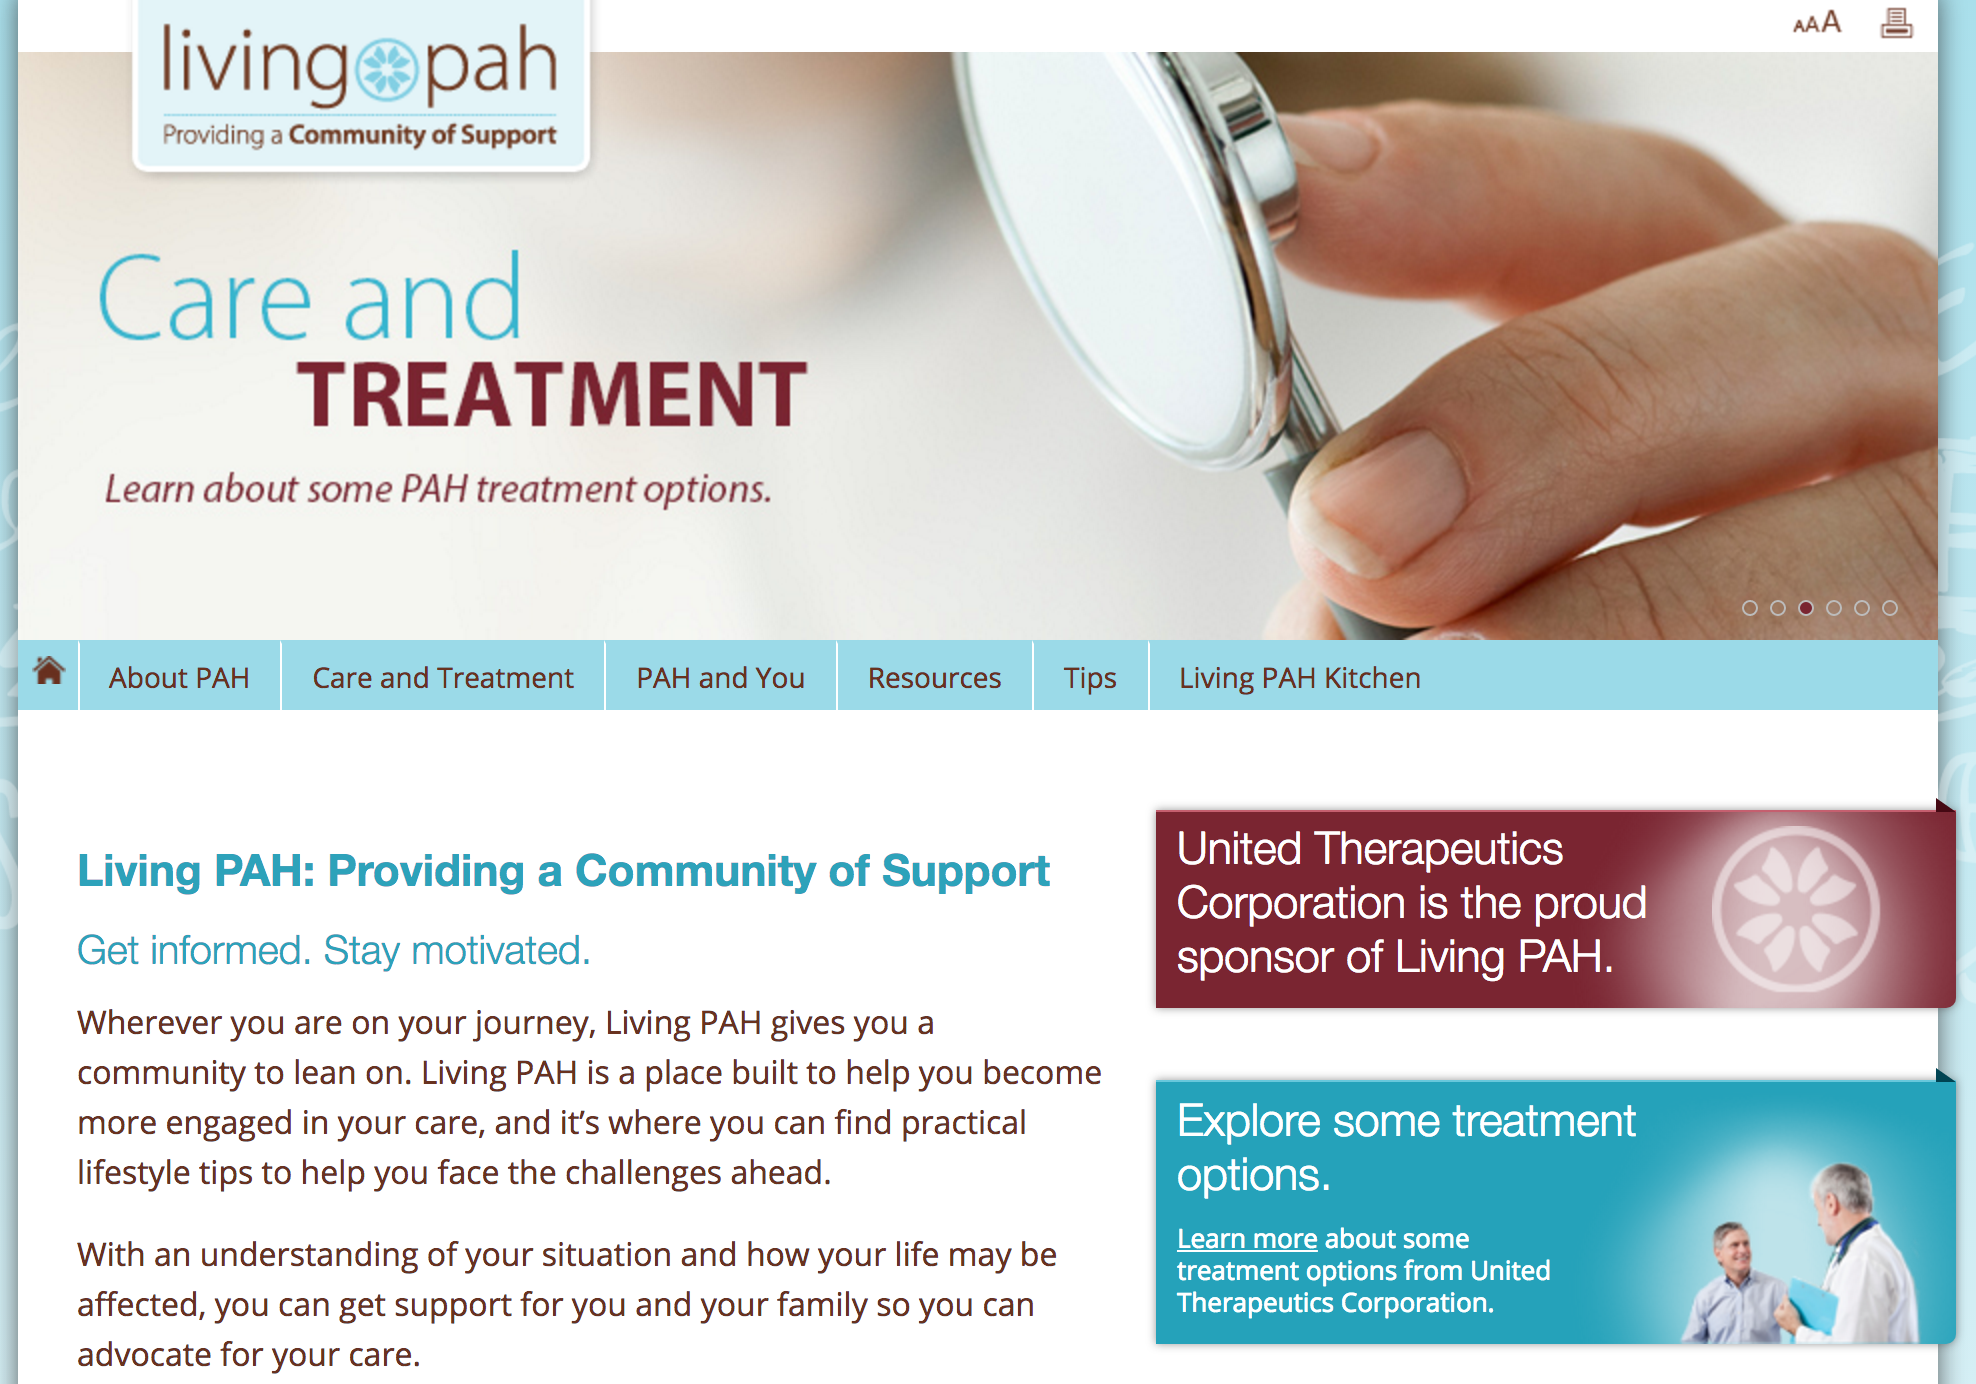 living pah
Providing a Community of Support
AAA
Care and
TREATMENT
Learn about some PAH treatment options.
About PAH
Care and Treatment
PAH and You
Resources
Tips
Living PAH Kitchen
Living PAH: Providing a Community of Support
Get informed. Stay motivated.
Wherever you are on your journey, Living PAH gives you a
community to lean on. Living PAH is a place built to help you become
more engaged in your care, and it’s where you can find practical
lifestyle tips to help you face the challenges ahead.
With an understanding of your situation and how your life may be
affected, you can get support for you and your family so you can
advocate for your care.
United Therapeutics
Corporation is the proud
sponsor of Living PAH.
Explore some treatment
options.
Learn more about some
treatment options from United
Therapeutics Corporation.